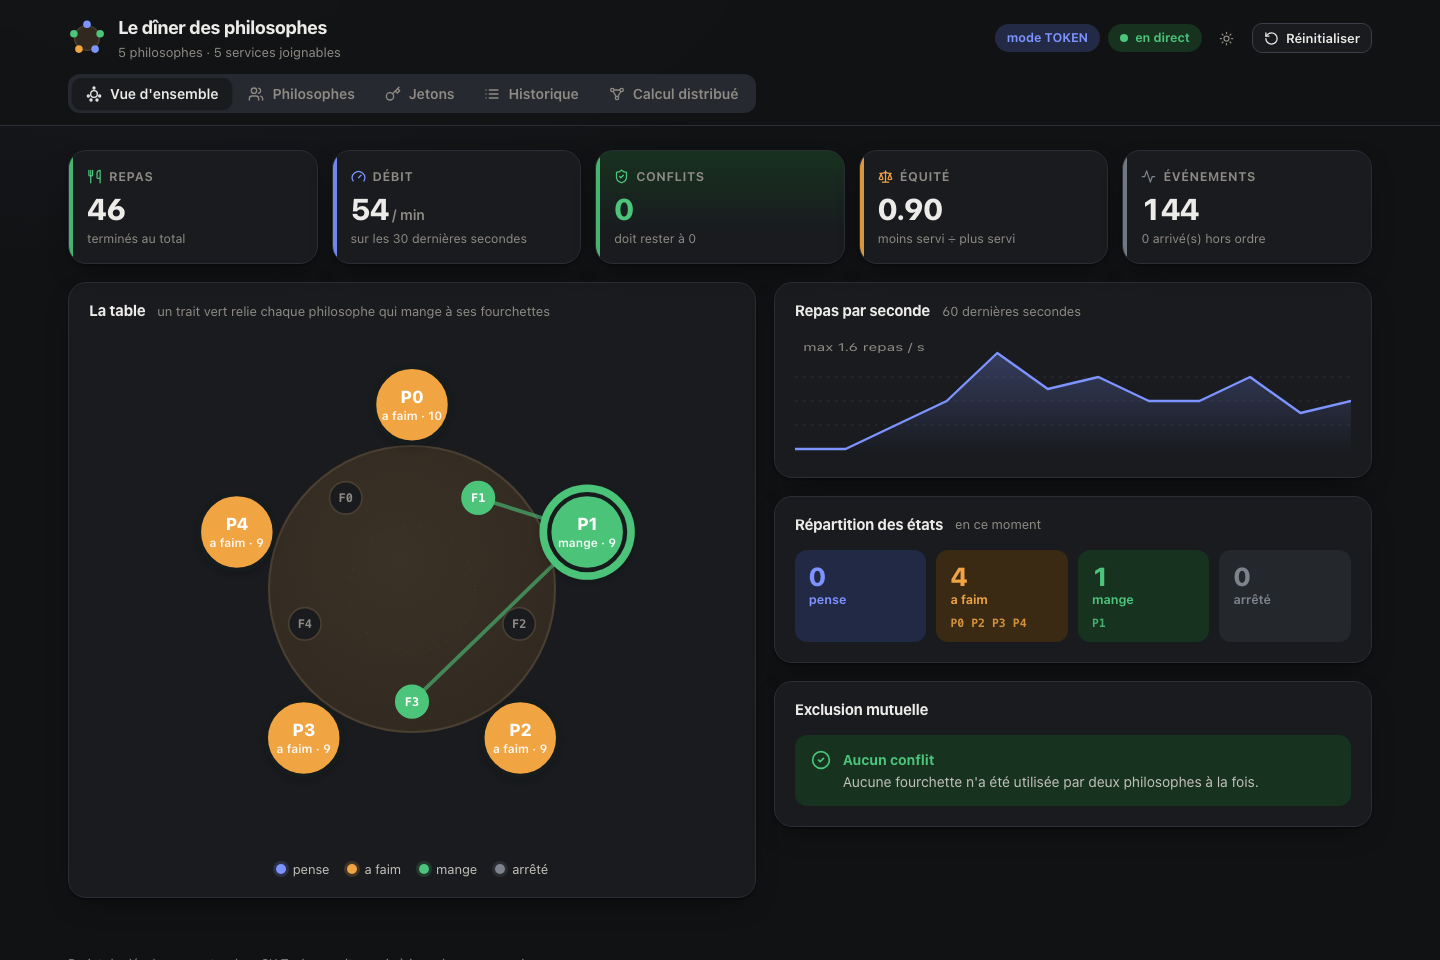 Le dîner des philosophes
5 philosophes · 5 services joignables
mode TOKEN
en direct
Réinitialiser
Vue d'ensemble
Philosophes
Jetons
Historique
Calcul distribué
REPAS
46
terminés au total
DÉBIT
54 / min
sur les 30 dernières secondes
CONFLITS
0
doit rester à 0
ÉQUITÉ
0.90
moins servi ÷ plus servi
ÉVÉNEMENTS
144
0 arrivé(s) hors ordre
La table un trait vert relie chaque philosophe qui mange à ses fourchettes
P0
a faim · 10
F0
F1
P4
a faim · 9
P1
mange · 9
F4
F2
F3
P3
a faim · 9
P2
a faim · 9
pense
a faim
mange
arrêté
Repas par seconde 60 dernières secondes
max 1.6 repas / s
Répartition des états en ce moment
0
pense
4
a faim
P0 P2 P3 P4
1
mange
P1
0
arrêté
Exclusion mutuelle
Aucun conflit
Aucune fourchette n'a été utilisée par deux philosophes à la fois.